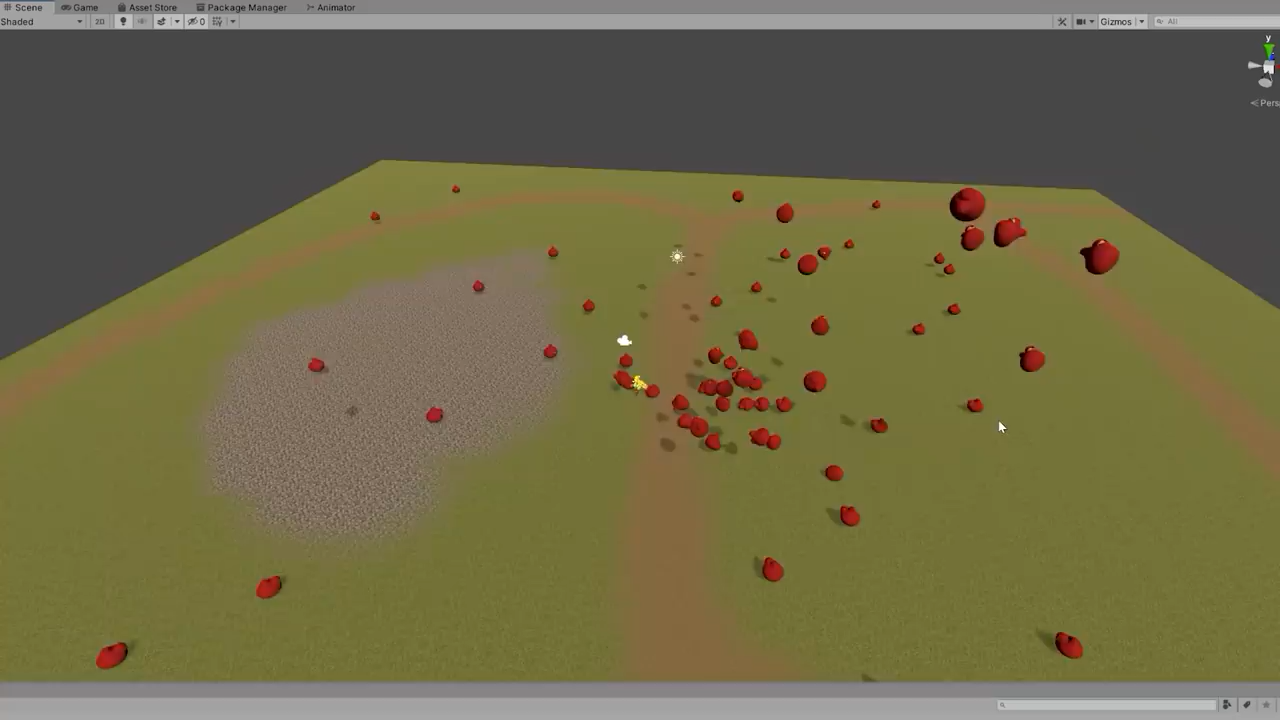 Scene Game Asset Store Package Manager Animator
Shaded 2D 0 Gizmos All
y
Pers